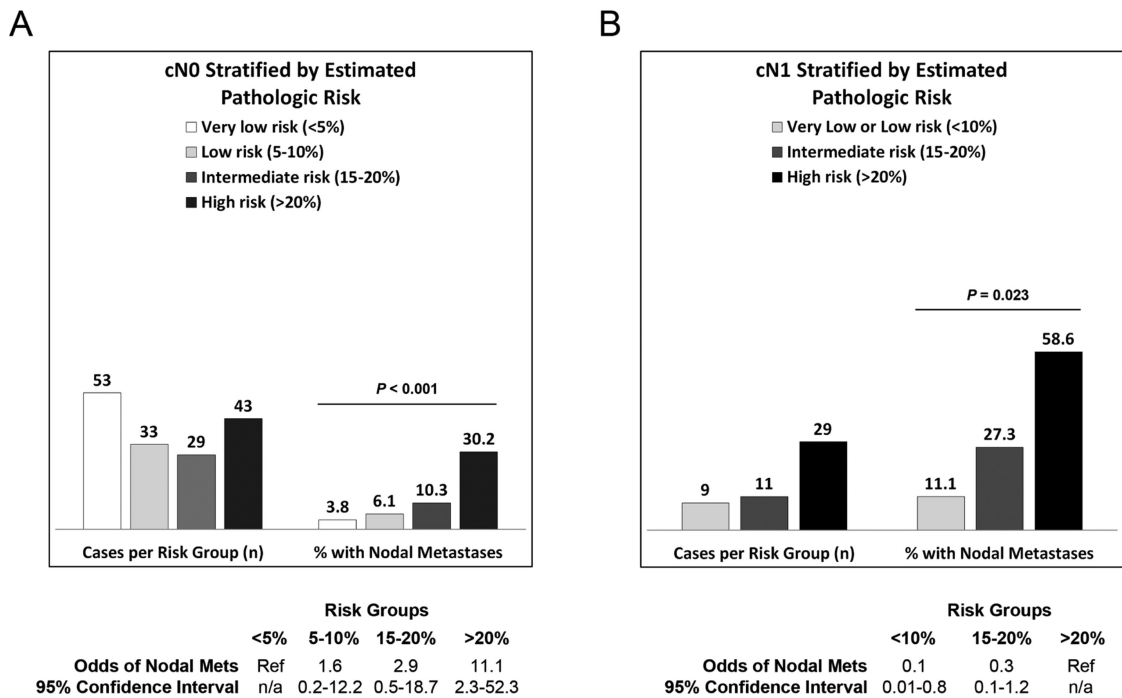 A
cN0 Stratified by Estimated
Pathologic Risk
Very low risk (<5%)
Low risk (5-10%)
Intermediate risk (15-20%)
High risk (>20%)
53
33
29
43
P < 0.001
3.8
6.1
10.3
30.2
Cases per Risk Group (n)
% with Nodal Metastases
Risk Groups
<5% 5-10% 15-20% >20%
Odds of Nodal Mets Ref 1.6 2.9 11.1
95% Confidence Interval n/a 0.2-12.2 0.5-18.7 2.3-52.3
B
cN1 Stratified by Estimated
Pathologic Risk
Very Low or Low risk (<10%)
Intermediate risk (15-20%)
High risk (>20%)
9
11
29
P = 0.023
11.1
27.3
58.6
Cases per Risk Group (n)
% with Nodal Metastases
Risk Groups
<10% 15-20% >20%
Odds of Nodal Mets 0.1 0.3 Ref
95% Confidence Interval 0.01-0.8 0.1-1.2 n/a